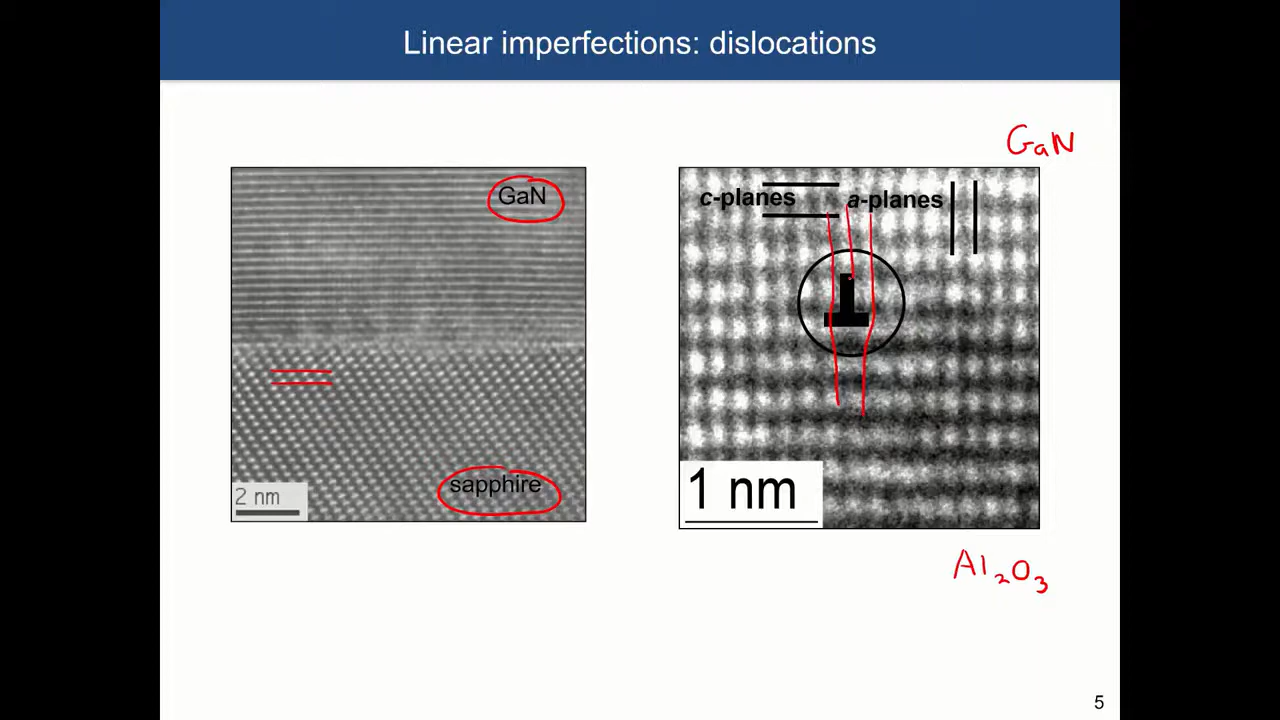 Linear imperfections: dislocations
GaN
GaN
sapphire
2 nm
c-planes
a-planes
1 nm
Al₂O₃
5